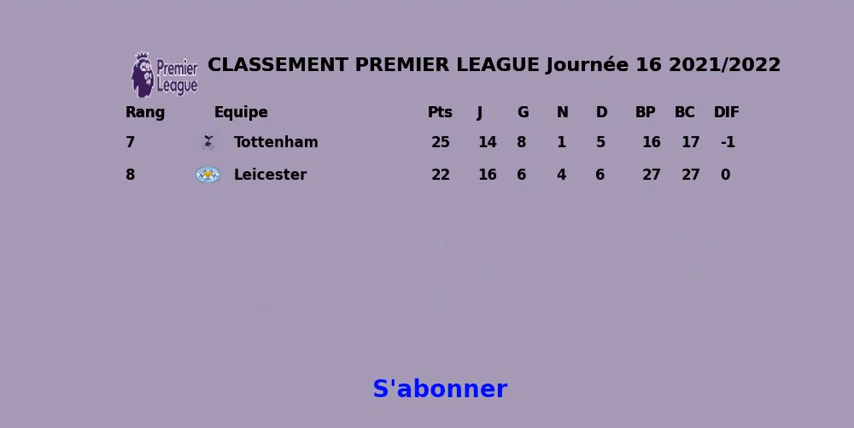 Premier League CLASSEMENT PREMIER LEAGUE Journée 16 2021/2022
Rang Equipe Pts J G N D BP BC DIF
7 Tottenham 25 14 8 1 5 16 17 -1
8 Leicester 22 16 6 4 6 27 27 0
S'abonner